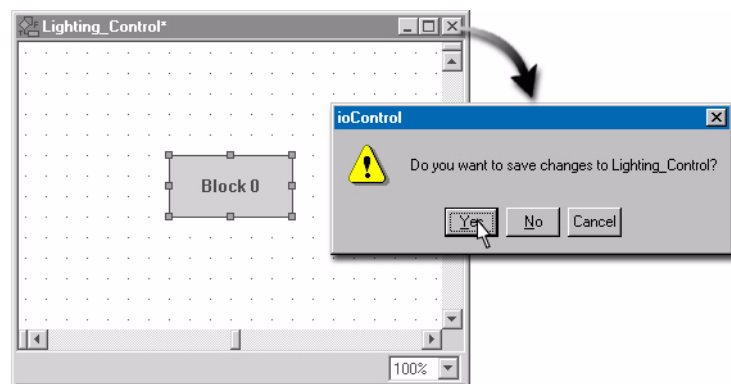 Lighting_Control*
ioControl
Do you want to save changes to Lighting_Control?
Block 0
Yes No Cancel
100%